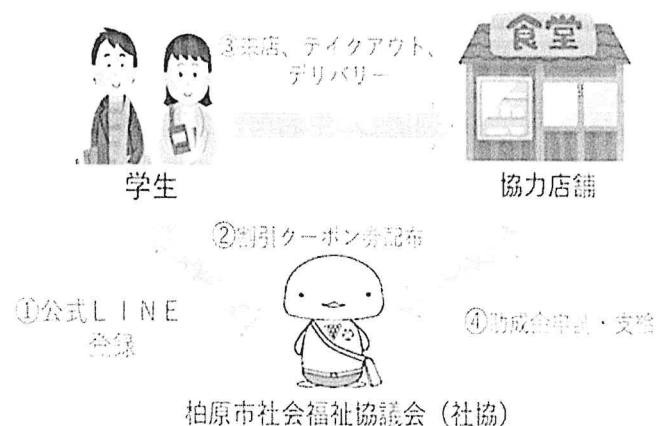 ③来店、テイクアウト、
デリバリー
食堂
学生
協力店舗
②割引クーポン券配布
①公式ＬＩＮＥ
登録
④助成金申請・支給
柏原市社会福祉協議会（社協）